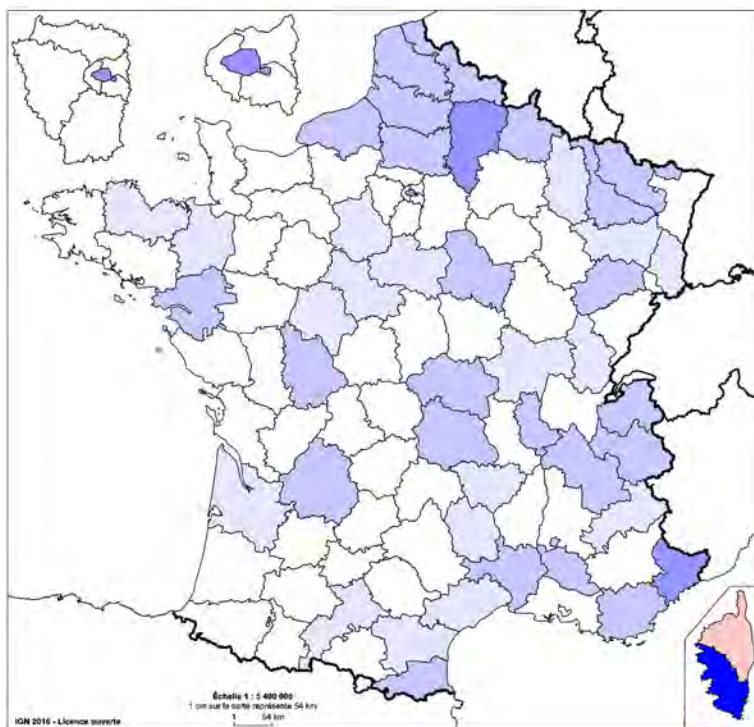 Échelle 1 : 5 400 000
1 cm sur la carte représente 54 km
1 54 km
IGN 2016 - Licence ouverte